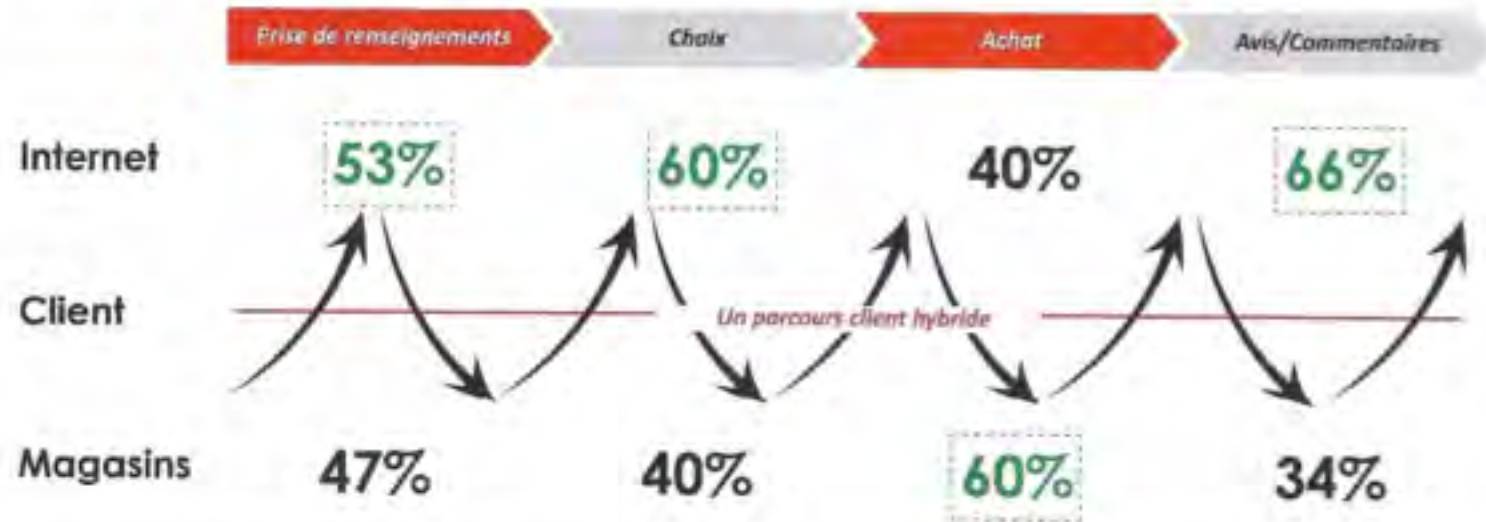 Prise de renseignements Choix Achat Avis/Commentaires
Internet 53% 60% 40% 66%
Client Un parcours client hybride
Magasins 47% 40% 60% 34%